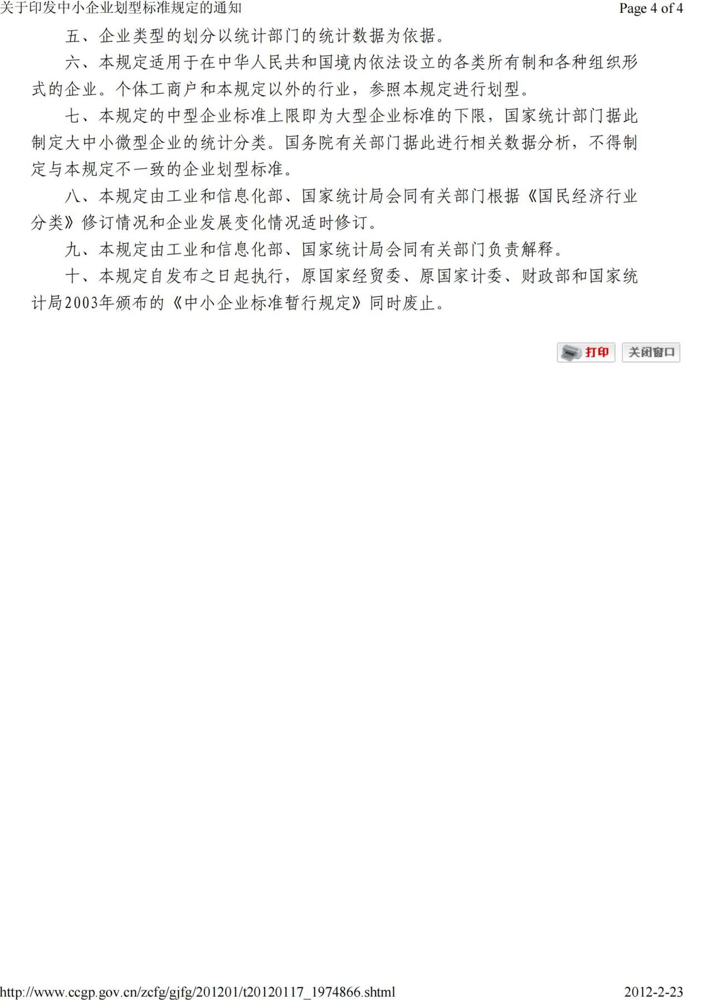 关于印发中小企业划型标准规定的通知 Page 4 of 4
五、企业类型的划分以统计部门的统计数据为依据。
六、本规定适用于在中华人民共和国境内依法设立的各类所有制和各种组织形
式的企业。个体工商户和本规定以外的行业，参照本规定进行划型。
七、本规定的中型企业标准上限即为大型企业标准的下限，国家统计部门据此
制定大中小微型企业的统计分类。国务院有关部门据此进行相关数据分析，不得制
定与本规定不一致的企业划型标准。
八、本规定由工业和信息化部、国家统计局会同有关部门根据《国民经济行业
分类》修订情况和企业发展变化情况适时修订。
九、本规定由工业和信息化部、国家统计局会同有关部门负责解释。
十、本规定自发布之日起执行，原国家经贸委、原国家计委、财政部和国家统
计局2003年颁布的《中小企业标准暂行规定》同时废止。
打印 关闭窗口
http://www.ccgp.gov.cn/zcfg/gjfg/201201/t20120117_1974866.shtml 2012-2-23